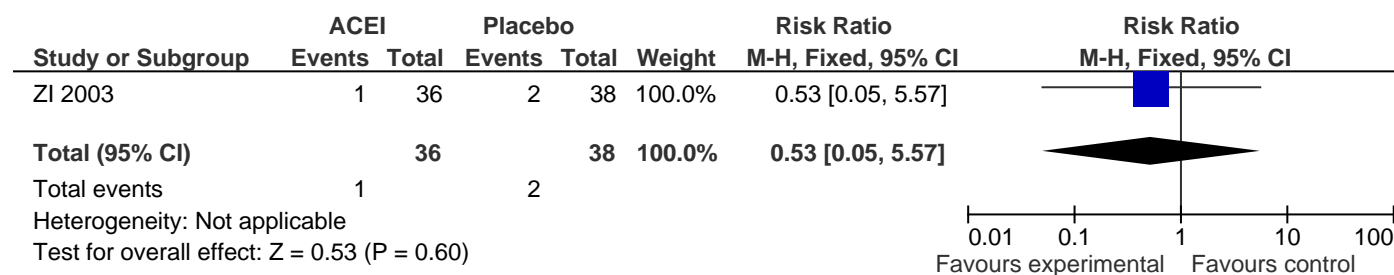 ACEI Placebo Risk Ratio Risk Ratio
Study or Subgroup Events Total Events Total Weight M-H, Fixed, 95% CI M-H, Fixed, 95% CI
ZI 2003 1 36 2 38 100.0% 0.53 [0.05, 5.57]
Total (95% CI) 36 38 100.0% 0.53 [0.05, 5.57]
Total events 1 2
Heterogeneity: Not applicable
Test for overall effect: Z = 0.53 (P = 0.60)
0.01 0.1 1 10 100
Favours experimental Favours control